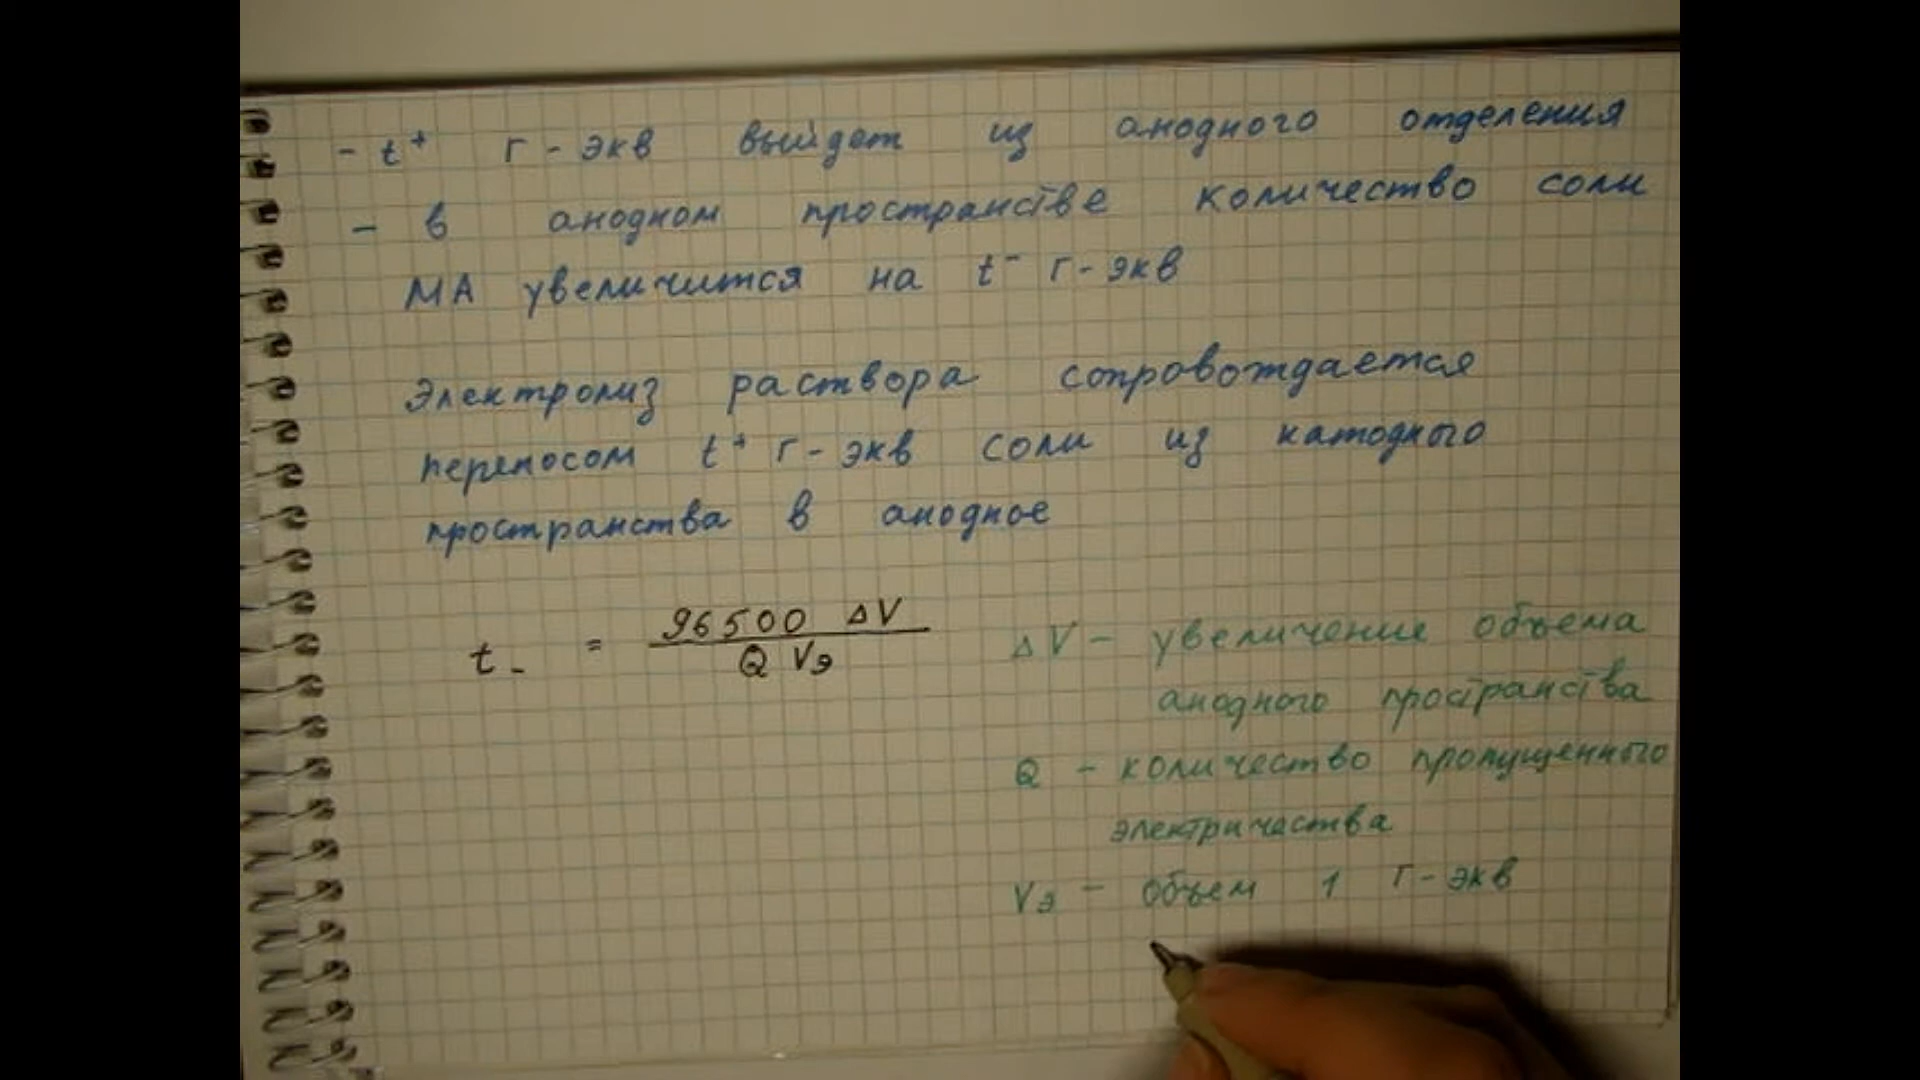 - t⁺ г-экв выйдет из анодного отделения
- в анодном пространстве количество соли
МА увеличится на t⁻ г-экв
Электролиз раствора сопровождается
переносом t⁺ г-экв соли из катодного
пространства в анодное
t₋ = 96500 ΔV / Q Vэ
ΔV - увеличение объема
анодного пространства
Q - количество пропущенного
электричества
Vэ - объем 1 г-экв